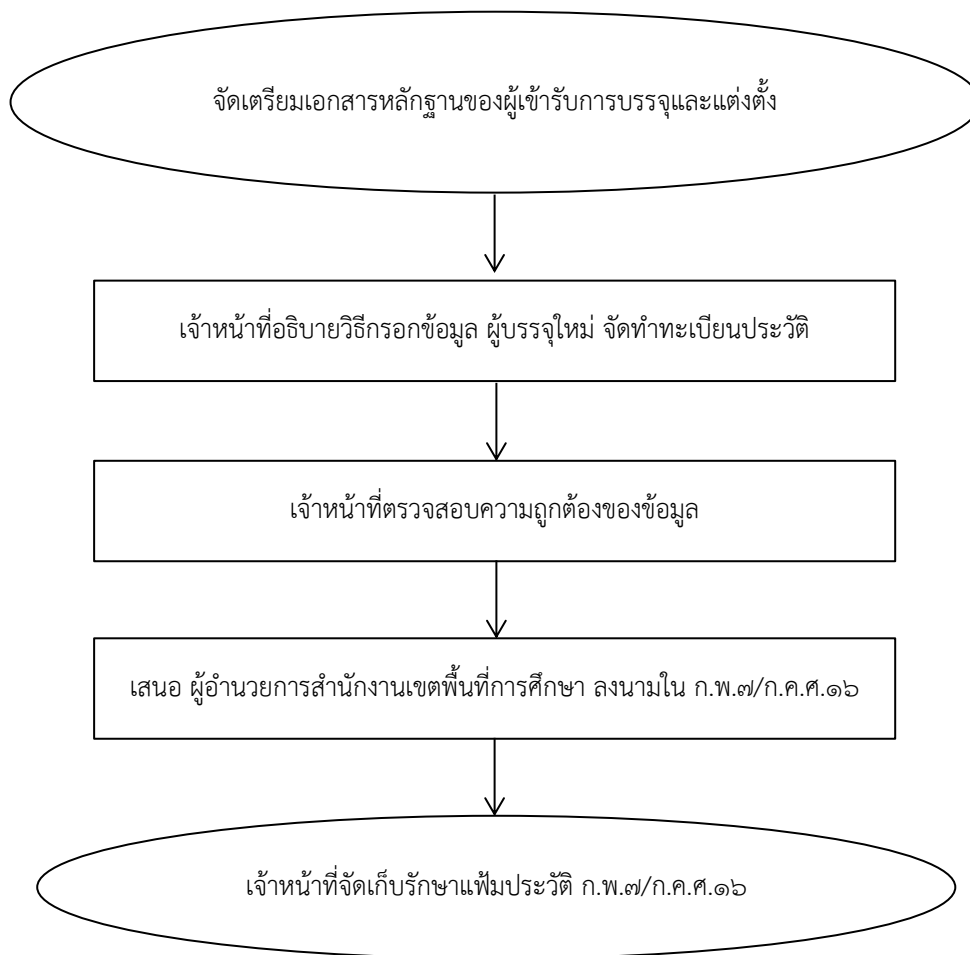 จัดเตรียมเอกสารหลักฐานของผู้เข้ารับการบรรจุและแต่งตั้ง
เจ้าหน้าที่อธิบายวิธีกรอกข้อมูล ผู้บรรจุใหม่ จัดทำทะเบียนประวัติ
เจ้าหน้าที่ตรวจสอบความถูกต้องของข้อมูล
เสนอ ผู้อำนวยการสำนักงานเขตพื้นที่การศึกษา ลงนามใน ก.พ.๗/ก.ค.ศ.๑๖
เจ้าหน้าที่จัดเก็บรักษาแฟ้มประวัติ ก.พ.๗/ก.ค.ศ.๑๖